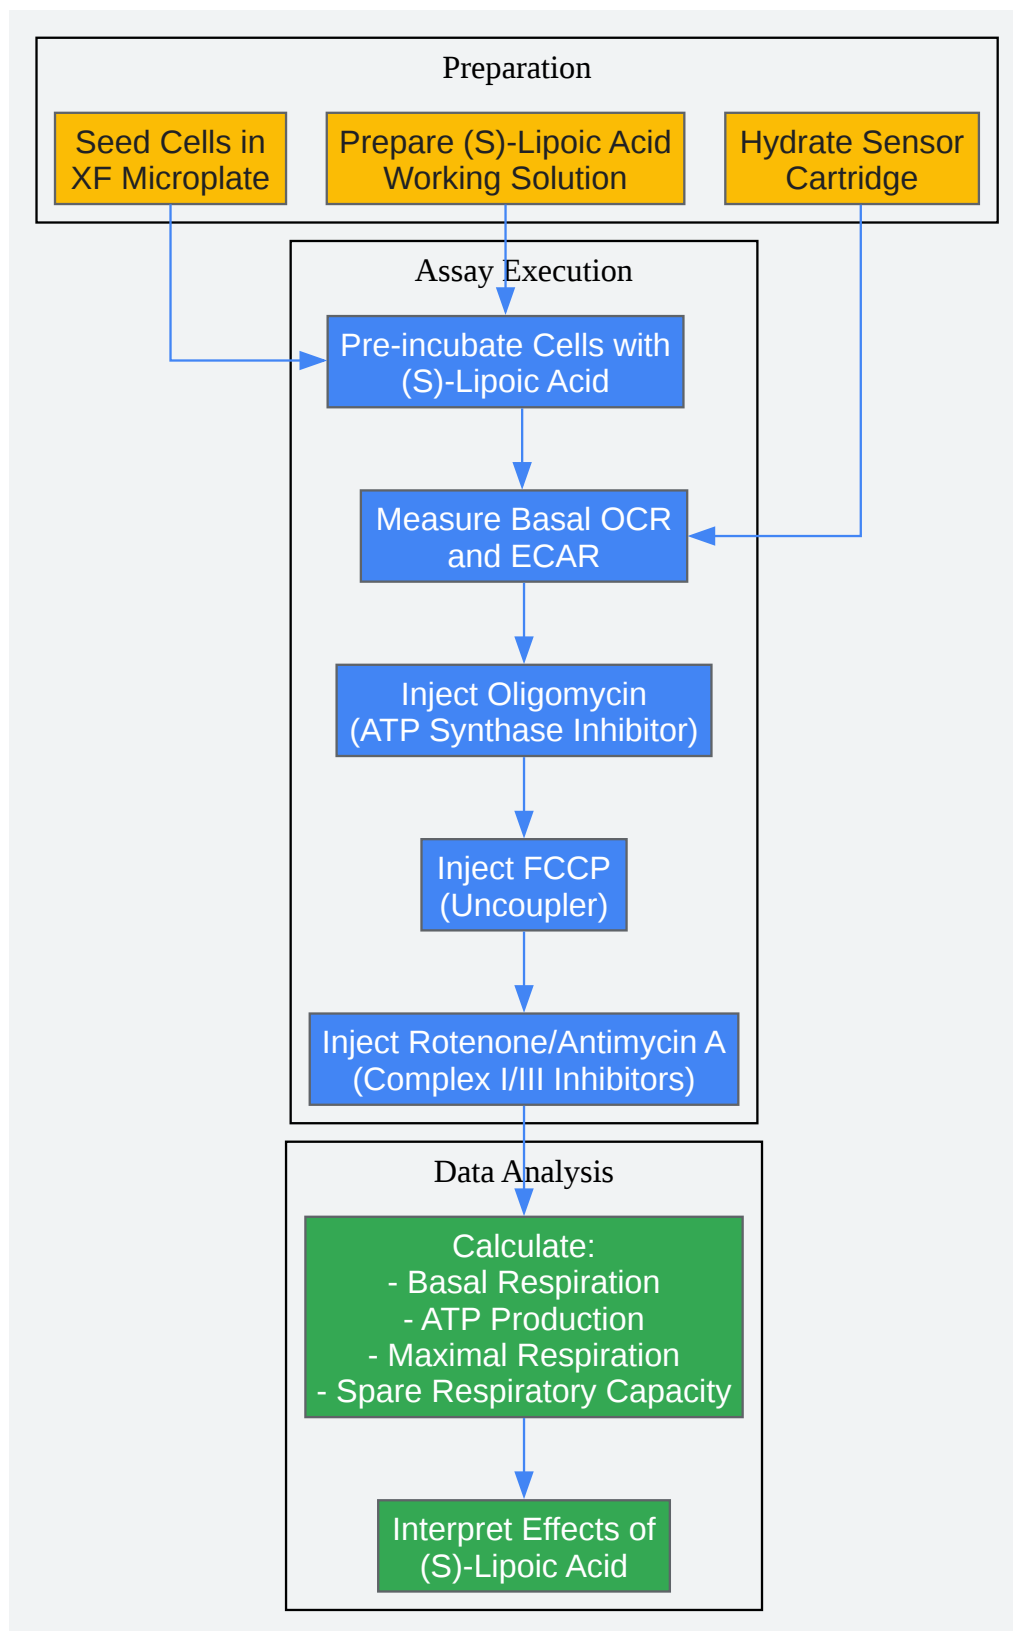 Preparation
Seed Cells in
XF Microplate
Prepare (S)-Lipoic Acid
Working Solution
Hydrate Sensor
Cartridge
Assay Execution
Pre-incubate Cells with
(S)-Lipoic Acid
Measure Basal OCR
and ECAR
Inject Oligomycin
(ATP Synthase Inhibitor)
Inject FCCP
(Uncoupler)
Inject Rotenone/Antimycin A
(Complex I/III Inhibitors)
Data Analysis
Calculate:
- Basal Respiration
- ATP Production
- Maximal Respiration
- Spare Respiratory Capacity
Interpret Effects of
(S)-Lipoic Acid